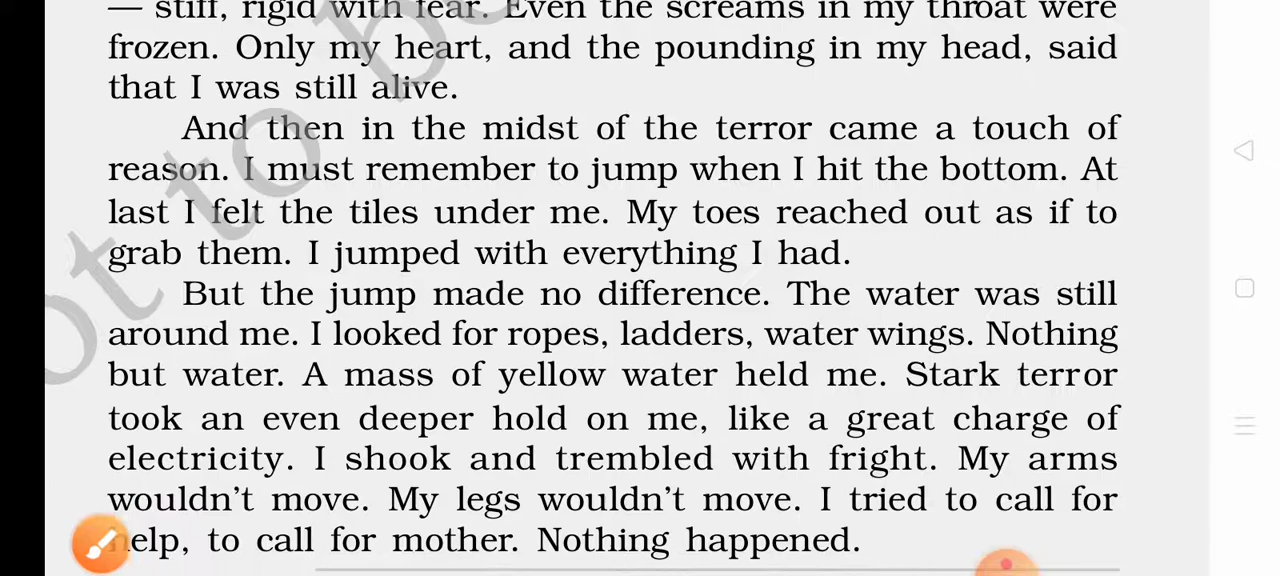 — stiff, rigid with fear. Even the screams in my throat were
frozen. Only my heart, and the pounding in my head, said
that I was still alive.
And then in the midst of the terror came a touch of
reason. I must remember to jump when I hit the bottom. At
last I felt the tiles under me. My toes reached out as if to
grab them. I jumped with everything I had.
But the jump made no difference. The water was still
around me. I looked for ropes, ladders, water wings. Nothing
but water. A mass of yellow water held me. Stark terror
took an even deeper hold on me, like a great charge of
electricity. I shook and trembled with fright. My arms
wouldn't move. My legs wouldn't move. I tried to call for
help, to call for mother. Nothing happened.
ot to be